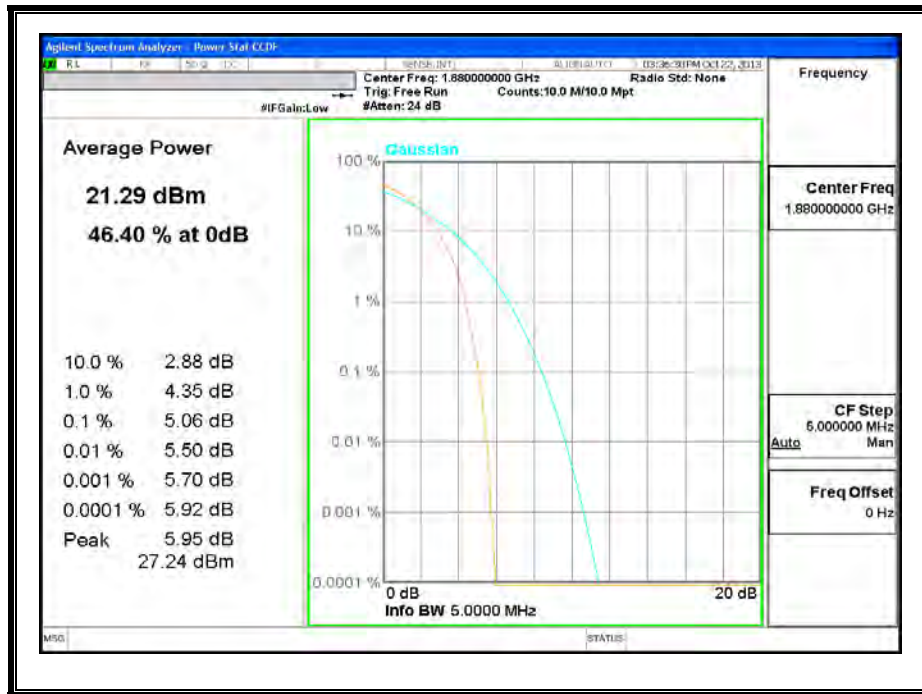 Agilent Spectrum Analyzer - Power Stat CCDF
RL RF 50 Ω DC SENSE:INT ALIGN AUTO 03:36:30 PM Oct 22, 2013
Center Freq: 1.880000000 GHz Radio Std: None
Trig: Free Run Counts:10.0 M/10.0 Mpt
#IFGain:Low #Atten: 24 dB
Frequency
Average Power
21.29 dBm
46.40 % at 0dB
10.0 % 2.88 dB
1.0 % 4.35 dB
0.1 % 5.06 dB
0.01 % 5.50 dB
0.001 % 5.70 dB
0.0001 % 5.92 dB
Peak 5.95 dB
27.24 dBm
Gaussian
100 %
10 %
1 %
0.1 %
0.01 %
0.001 %
0.0001 %
0 dB 20 dB
Info BW 5.0000 MHz
Center Freq
1.880000000 GHz
CF Step
5.000000 MHz
Auto Man
Freq Offset
0 Hz
MSG STATUS